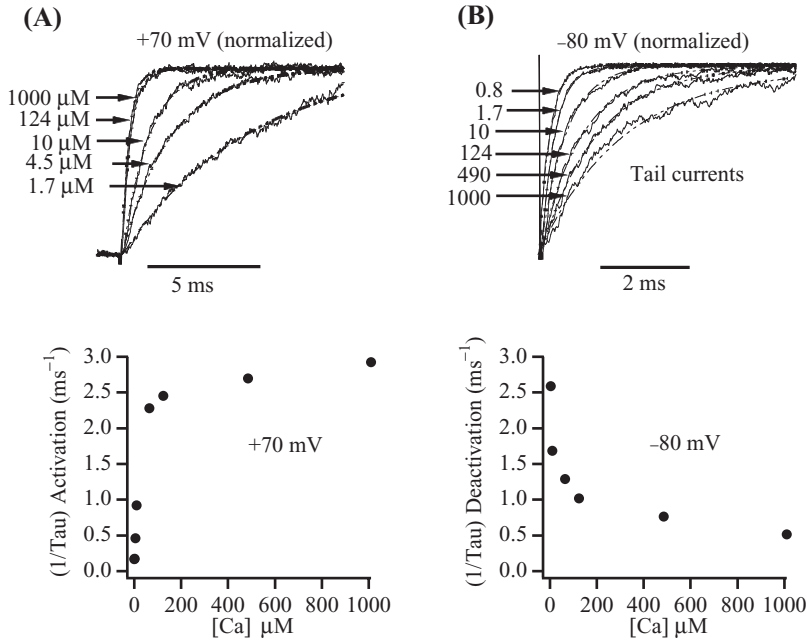 (A)
+70 mV (normalized)
1000 µM
124 µM
10 µM
4.5 µM
1.7 µM
5 ms
(B)
–80 mV (normalized)
0.8
1.7
10
124
490
1000
Tail currents
2 ms
(1/Tau) Activation (ms⁻¹)
3.0
2.5
2.0
1.5
1.0
0.5
0.0
+70 mV
0 200 400 600 800 1000
[Ca] µM
(1/Tau) Deactivation (ms⁻¹)
3.0
2.5
2.0
1.5
1.0
0.5
0.0
–80 mV
0 200 400 600 800 1000
[Ca] µM